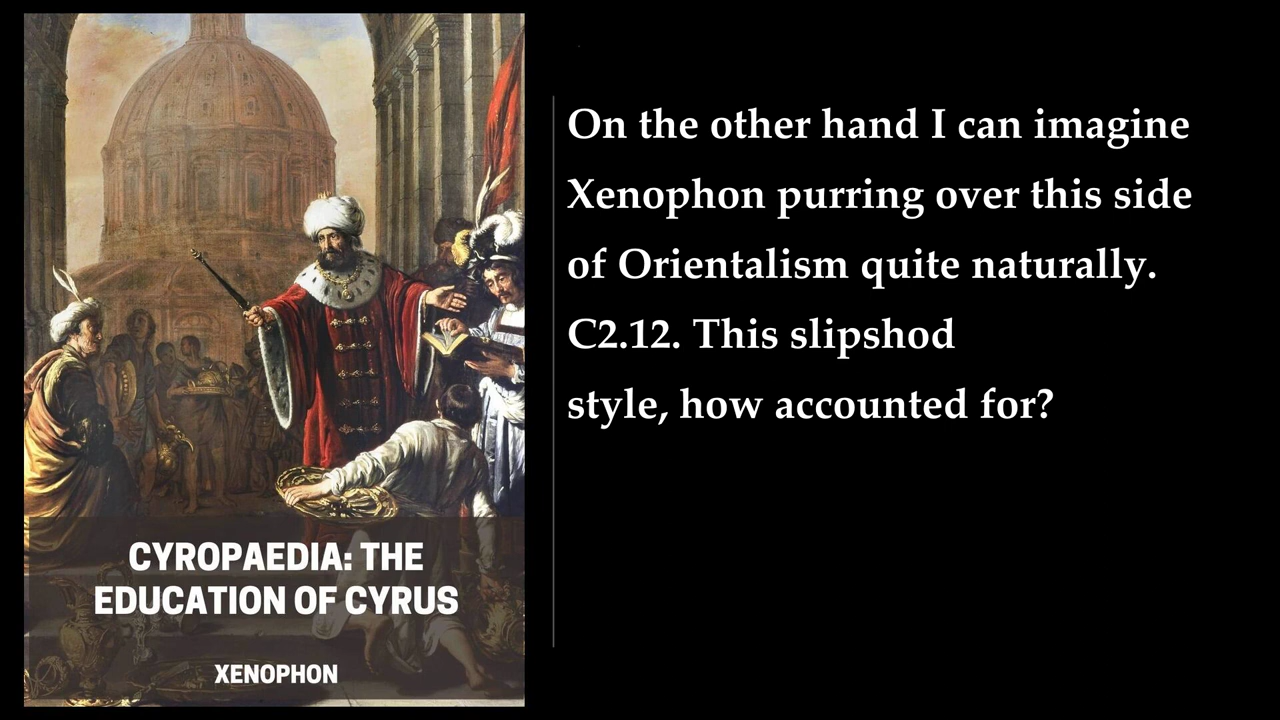 CYROPAEDIA: THE
EDUCATION OF CYRUS
XENOPHON
On the other hand I can imagine
Xenophon purring over this side
of Orientalism quite naturally.
C2.12. This slipshod
style, how accounted for?